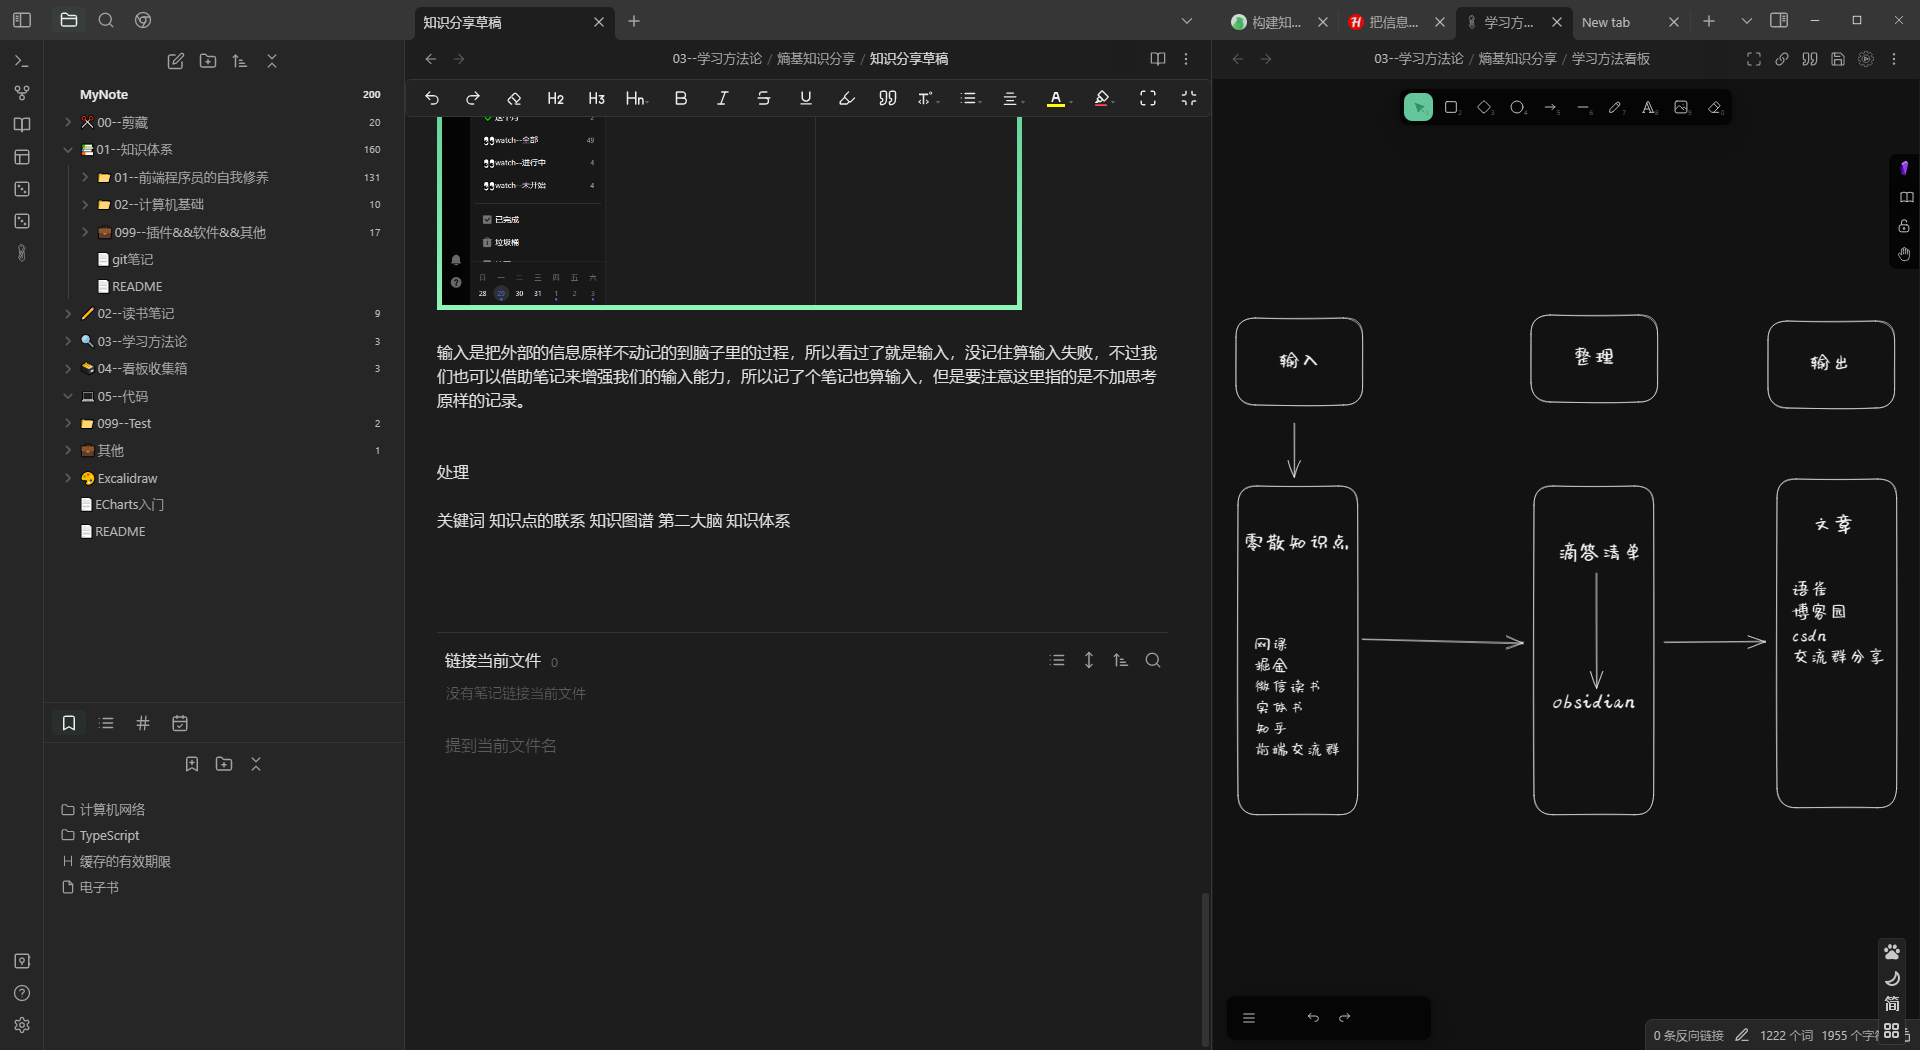 知识分享草稿
构建知...
把信息...
学习方...
New tab
03--学习方法论 / 熵基知识分享 / 知识分享草稿
03--学习方法论 / 熵基知识分享 / 学习方法看板
H2 H3 Hn B I S U
MyNote 200
00--剪藏 20
01--知识体系 160
01--前端程序员的自我修养 131
02--计算机基础 10
099--插件&&软件&&其他 17
git笔记
README
02--读书笔记 9
03--学习方法论 3
04--看板收集箱 3
05--代码
099--Test 2
其他 1
Excalidraw
ECharts入门
README
计算机网络
TypeScript
H 缓存的有效期限
电子书
watch--全部 49
watch--进行中 4
watch--未开始 4
已完成
垃圾桶
日 一 二 三 四 五 六
28 29 30 31 1 2 3
输入是把外部的信息原样不动记的到脑子里的过程，所以看过了就是输入，没记住算输入失败，不过我
们也可以借助笔记来增强我们的输入能力，所以记了个笔记也算输入，但是要注意这里指的是不加思考
原样的记录。
处理
关键词 知识点的联系 知识图谱 第二大脑 知识体系
链接当前文件 0
没有笔记链接当前文件
提到当前文件名
输入
整理
输出
零散知识点
网课
掘金
微信读书
实体书
知乎
前端交流群
滴答清单
obsidian
文章
语雀
博客园
csdn
交流群分享
简
0 条反向链接 1222 个词 1955 个字